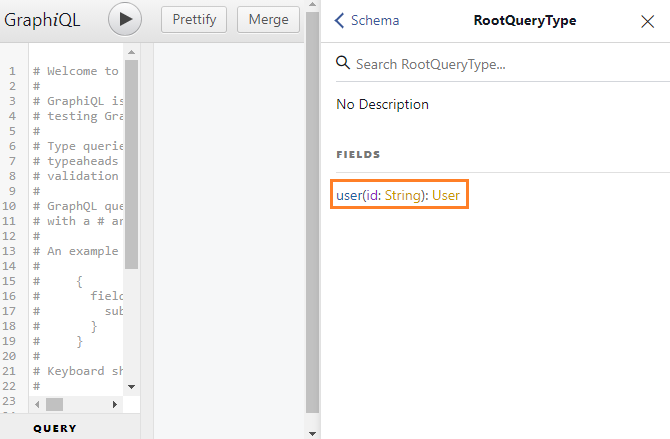 GraphiQL
Prettify
Merge
1 # Welcome to
2 #
3 # GraphiQL is
4 # testing Gra
5 #
6 # Type querie
7 # typeaheads
8 # validation
9 #
10 # GraphQL que
11 # with a # an
12 #
13 # An example
14 #
15 #     {
16 #       field
17 #         sub
18 #       }
19 #     }
20 #
21 # Keyboard sh
22 #
23
QUERY
Schema
RootQueryType
Search RootQueryType...
No Description
FIELDS
user(id: String): User